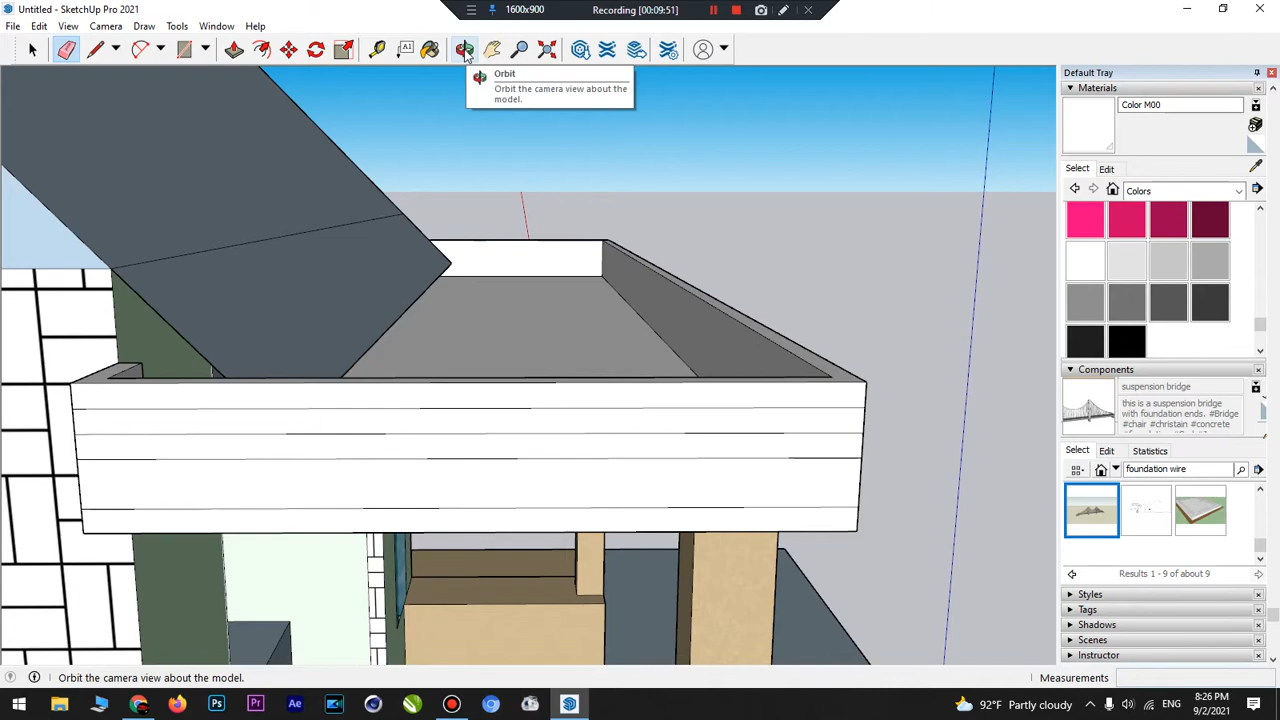 Untitled - SketchUp Pro 2021
1600x900
Recording [00:09:51]
File Edit View Camera Draw Tools Window Help
A1
Orbit
Orbit the camera view about the
model.
Default Tray
Materials
Color M00
Select Edit
Colors
Components
suspension bridge
this is a suspension bridge
with foundation ends. #Bridge
#chair #christain #concrete
Select Edit Statistics
foundation wire
Results 1 - 9 of about 9
Styles
Tags
Shadows
Scenes
Instructor
Orbit the camera view about the model.
Measurements
Ps
Pr
Ae
92°F Partly cloudy
ENG
8:26 PM
9/2/2021